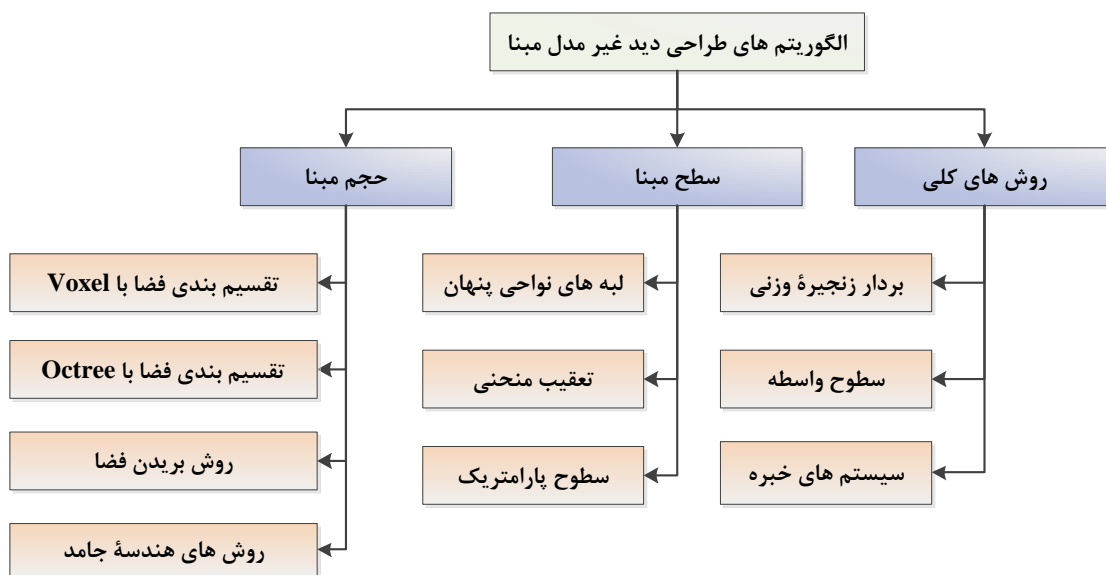 الگوریتم های طراحی دید غیر مدل مبنا
روش های کلی
سطح مبنا
حجم مبنا
بردار زنجیرۀ وزنی
سطوح واسطه
سیستم های خبره
لبه های نواحی پنهان
تعقیب منحنی
سطوح پارامتریک
تقسیم بندی فضا با Voxel
تقسیم بندی فضا با Octree
روش بریدن فضا
روش های هندسۀ جامد